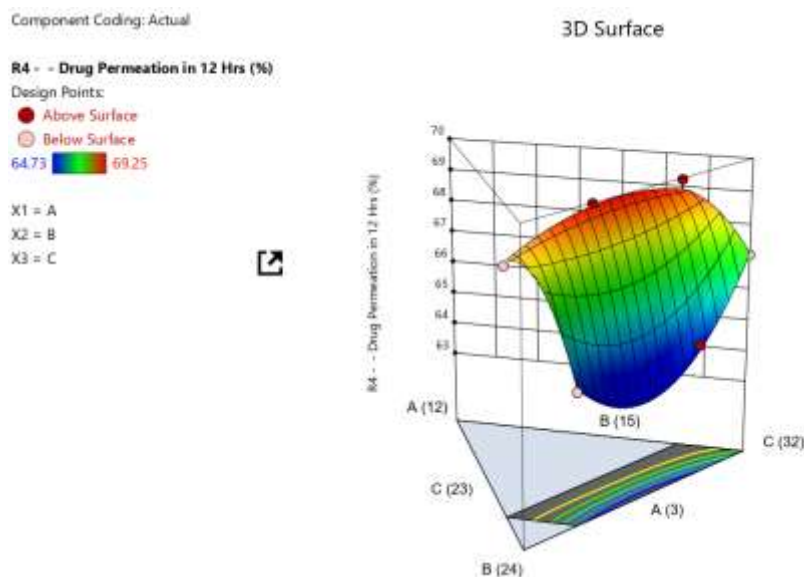 Component Coding: Actual
3D Surface
R4 - - Drug Permeation in 12 Hrs (%)
Design Points:
Above Surface
Below Surface
64.73 69.25
X1 = A
X2 = B
X3 = C
R4 - - Drug Permeation in 12 Hrs (%)
70
69
68
67
66
65
64
63
A (12)
B (15)
C (32)
C (23)
A (3)
B (24)